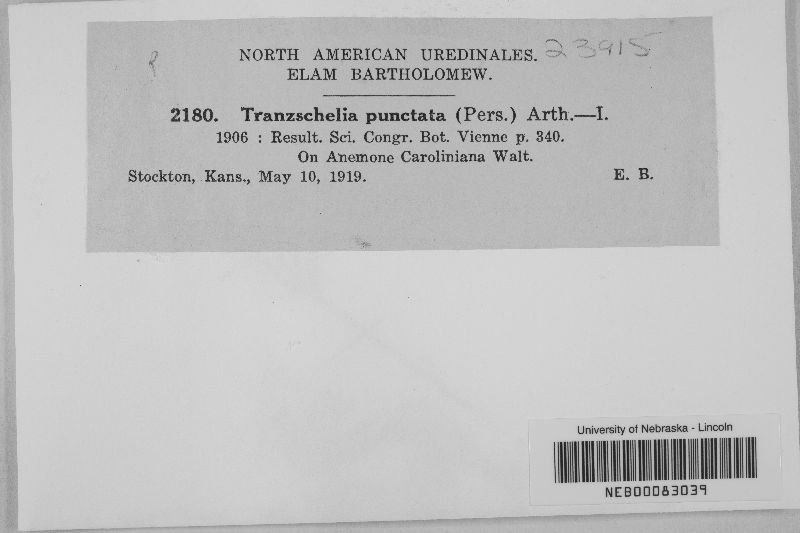 NORTH AMERICAN UREDINALES. 23915
ELAM BARTHOLOMEW.
2180. Tranzschelia punctata (Pers.) Arth.—I.
1906 : Result. Sci. Congr. Bot. Vienne p. 340.
On Anemone Caroliniana Walt.
Stockton, Kans., May 10, 1919. E. B.
University of Nebraska - Lincoln
NEB00083039